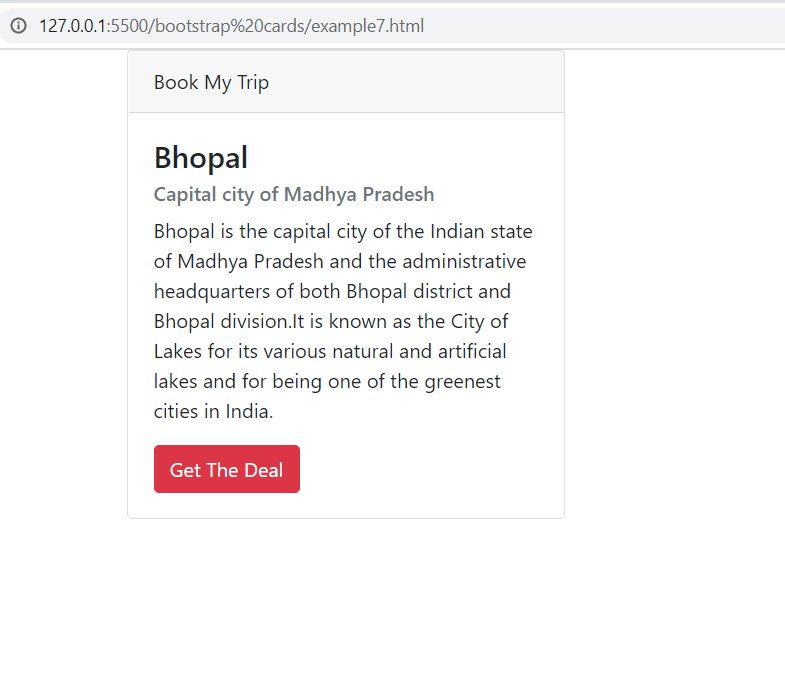 127.0.0.1:5500/bootstrap%20cards/example7.html
Book My Trip
Bhopal
Capital city of Madhya Pradesh
Bhopal is the capital city of the Indian state
of Madhya Pradesh and the administrative
headquarters of both Bhopal district and
Bhopal division.It is known as the City of
Lakes for its various natural and artificial
lakes and for being one of the greenest
cities in India.
Get The Deal